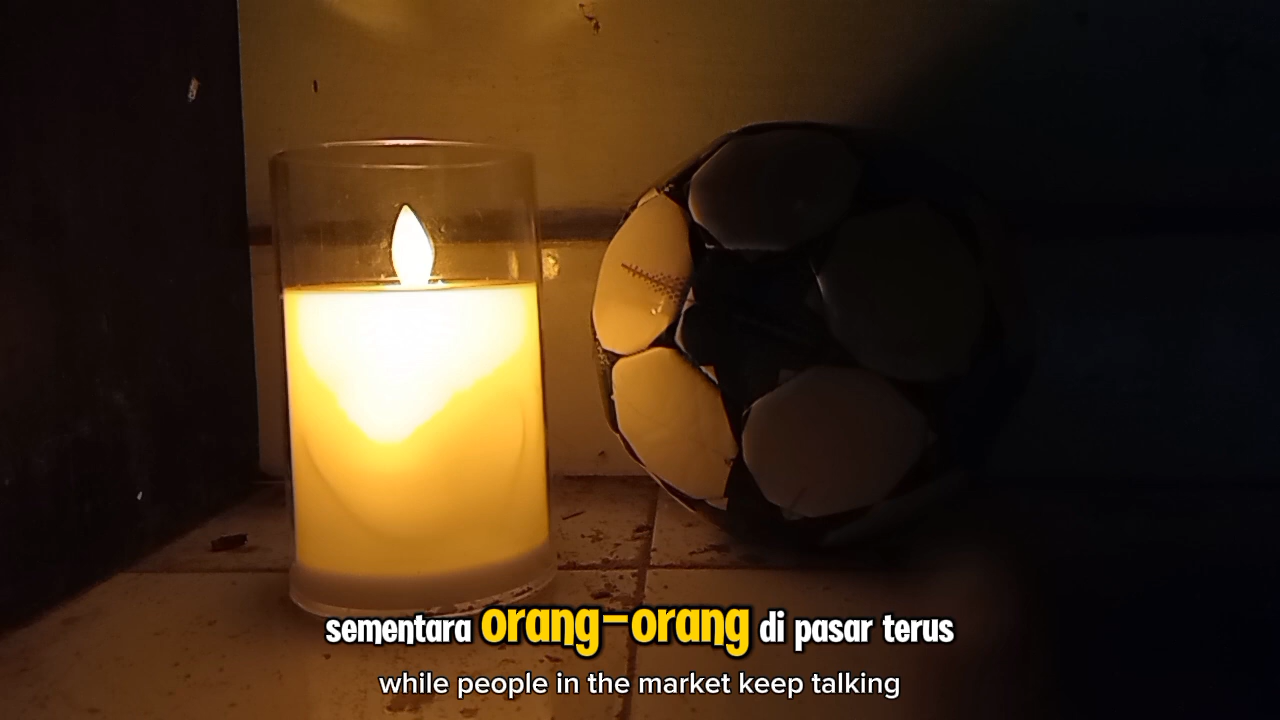 sementara orang-orang di pasar terus
while people in the market keep talking